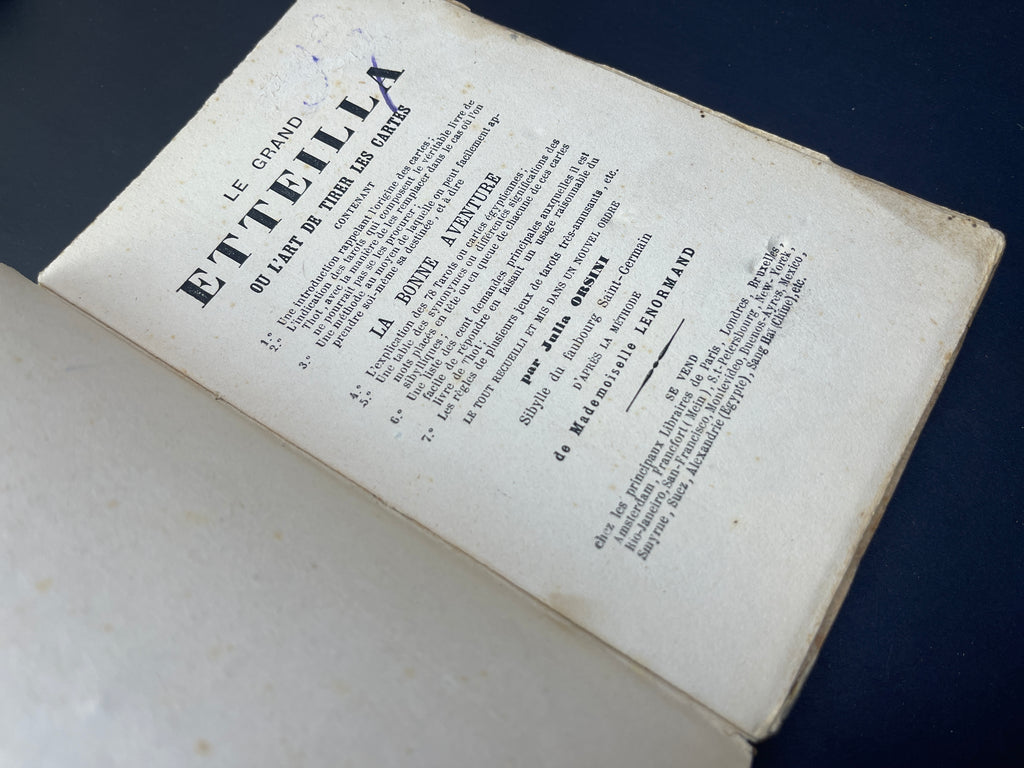 LE GRAND
ETTEILLA
OU L'ART DE TIRER LES CARTES
CONTENANT
1.º Une introduction rappelant l'origine des cartes;
2.º L'indication des tarots qui composent le véritable livre de
Thot avec la manière de les remplacer dans le cas où l'on
ne pourrait pas se les procurer;
3.º Une méthode au moyen de laquelle on peut facilement ap-
prendre soi-même sa destinée, et à dire
LA BONNE AVENTURE
4.º L'explication des 78 tarots ou cartes égyptiennes;
5.º Une table des synonymes ou différentes significations des
mots placés en tête ou en queue de chacune de ces cartes
sibyllques;
6.º Une liste des cent demandes principales auxquelles il est
facile de répondre en faisant un usage raisonnable du
livre de Thot;
7.º Les règles de plusieurs jeux de tarots très-amusants, etc.
LE TOUT RECUEILLI ET MIS DANS UN NOUVEL ORDRE
par Julia ORSINI
Sibylle du faubourg Saint-Germain
D'APRÈS LA MÉTHODE
de Mademoiselle LENORMAND
SE VEND
Chez les principaux Libraires de Paris, Londres, Bruxelles,
Amsterdam, Francfort (Mein), S.t-Petersbourg, New-Yorck,
Rio-Janeiro, San-Francisco, Montevideo, Buenos-Ayres, Mexico,
Smyrne, Suez, Alexandrie (Egypte), Sang Haï (Chine), etc.